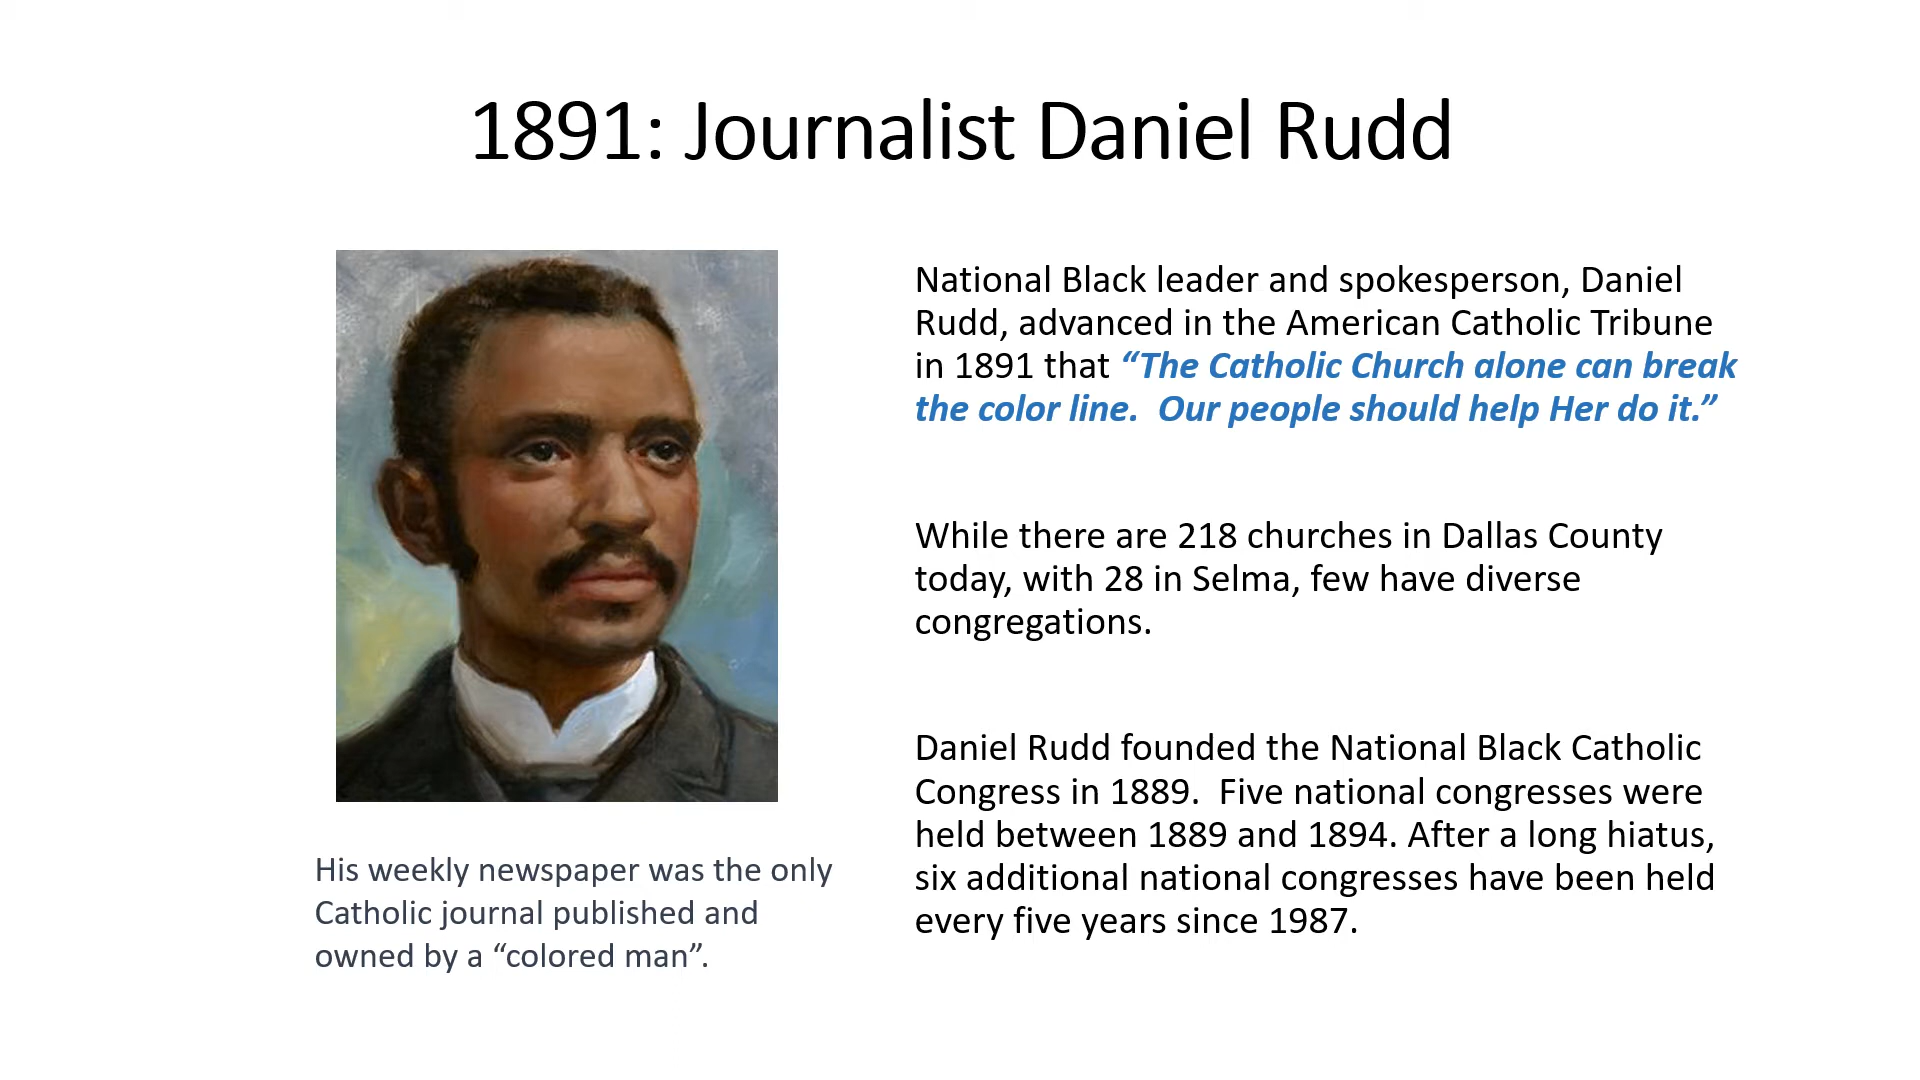 1891: Journalist Daniel Rudd
National Black leader and spokesperson, Daniel
Rudd, advanced in the American Catholic Tribune
in 1891 that “The Catholic Church alone can break
the color line.  Our people should help Her do it.”
While there are 218 churches in Dallas County
today, with 28 in Selma, few have diverse
congregations.
Daniel Rudd founded the National Black Catholic
Congress in 1889.  Five national congresses were
held between 1889 and 1894. After a long hiatus,
six additional national congresses have been held
every five years since 1987.
His weekly newspaper was the only
Catholic journal published and
owned by a “colored man”.